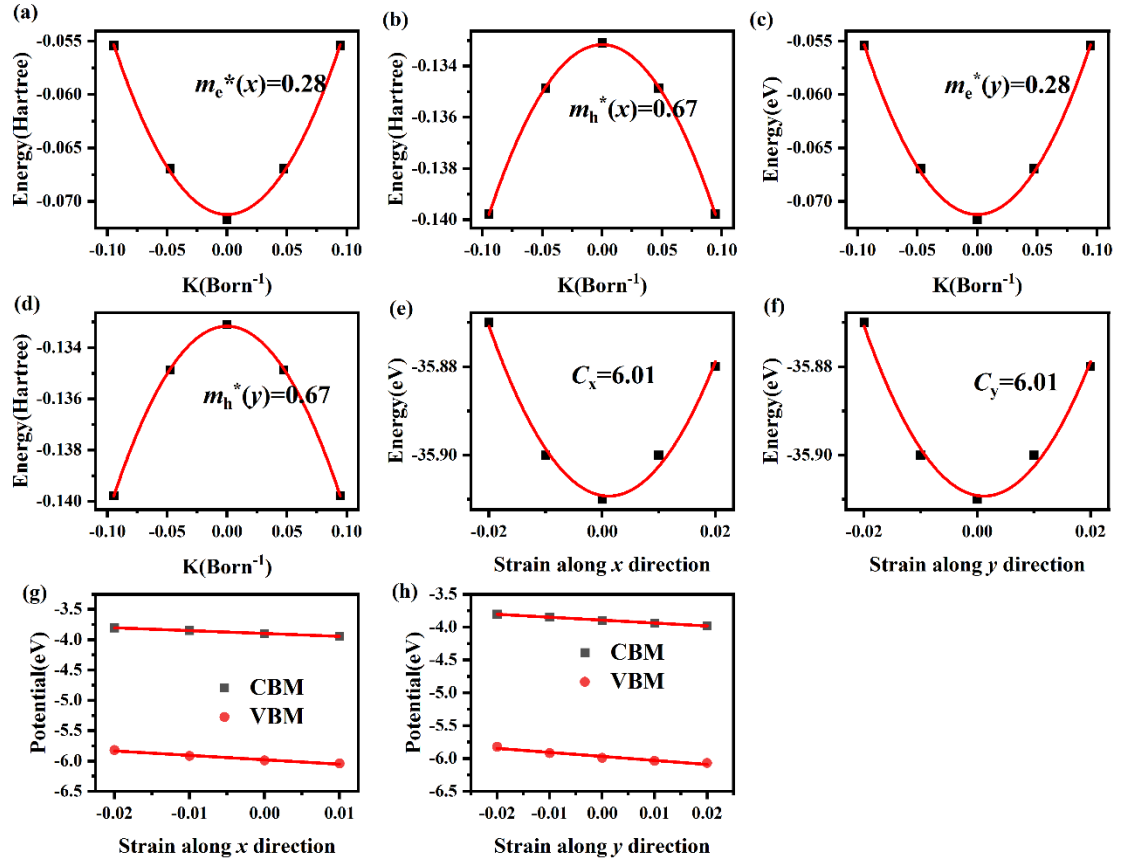 (a)
Energy(Hartree)
-0.055
-0.060
-0.065
-0.070
mₑ*(x)=0.28
-0.10 -0.05 0.00 0.05 0.10
K(Born⁻¹)
(b)
Energy(Hartree)
-0.134
-0.136
-0.138
-0.140
mₕ*(x)=0.67
-0.10 -0.05 0.00 0.05 0.10
K(Born⁻¹)
(c)
Energy(eV)
-0.055
-0.060
-0.065
-0.070
mₑ*(y)=0.28
-0.10 -0.05 0.00 0.05 0.10
K(Born⁻¹)
(d)
Energy(Hartree)
-0.134
-0.136
-0.138
-0.140
mₕ*(y)=0.67
-0.10 -0.05 0.00 0.05 0.10
K(Born⁻¹)
(e)
Energy(eV)
-35.88
-35.90
Cₓ=6.01
-0.02 -0.01 0.00 0.01 0.02
Strain along x direction
(f)
Energy(eV)
-35.88
-35.90
C_y=6.01
-0.02 0.00 0.02
Strain along y direction
(g)
Potential(eV)
-3.5
-4.0
-4.5
-5.0
-5.5
-6.0
-6.5
CBM
VBM
-0.02 -0.01 0.00 0.01
Strain along x direction
(h)
Potential(eV)
-3.5
-4.0
-4.5
-5.0
-5.5
-6.0
-6.5
CBM
VBM
-0.02 -0.01 0.00 0.01 0.02
Strain along y direction